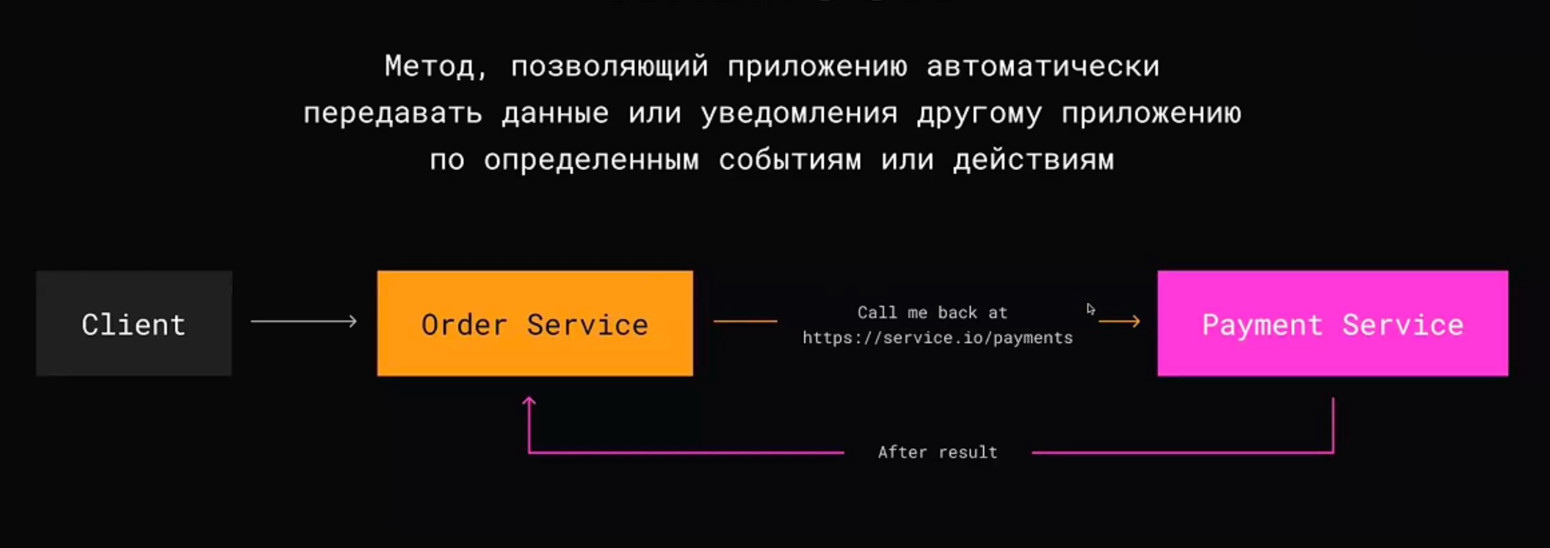 Метод, позволяющий приложению автоматически
передавать данные или уведомления другому приложению
по определенным событиям или действиям
Client
Order Service
Call me back at
https://service.io/payments
Payment Service
After result